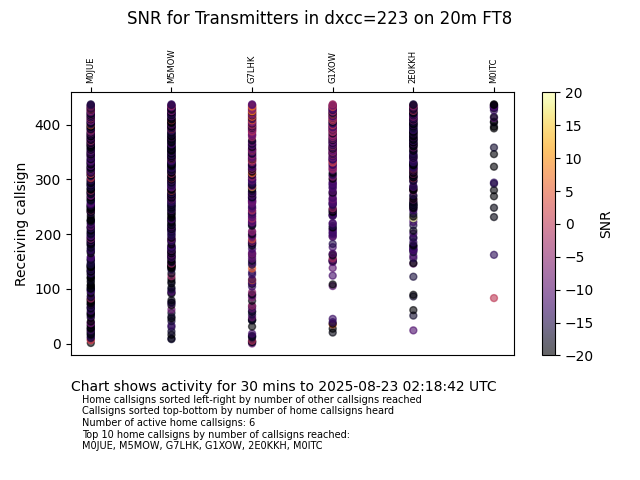 SNR for Transmitters in dxcc=223 on 20m FT8
M0JUE M5MOW G7LHK G1XOW 2E0KKH M0ITC
Receiving callsign
400
300
200
100
0
20
15
10
5
0
−5
−10
−15
−20
SNR
Chart shows activity for 30 mins to 2025-08-23 02:18:42 UTC
Home callsigns sorted left-right by number of other callsigns reached
Callsigns sorted top-bottom by number of home callsigns heard
Number of active home callsigns: 6
Top 10 home callsigns by number of callsigns reached:
M0JUE, M5MOW, G7LHK, G1XOW, 2E0KKH, M0ITC